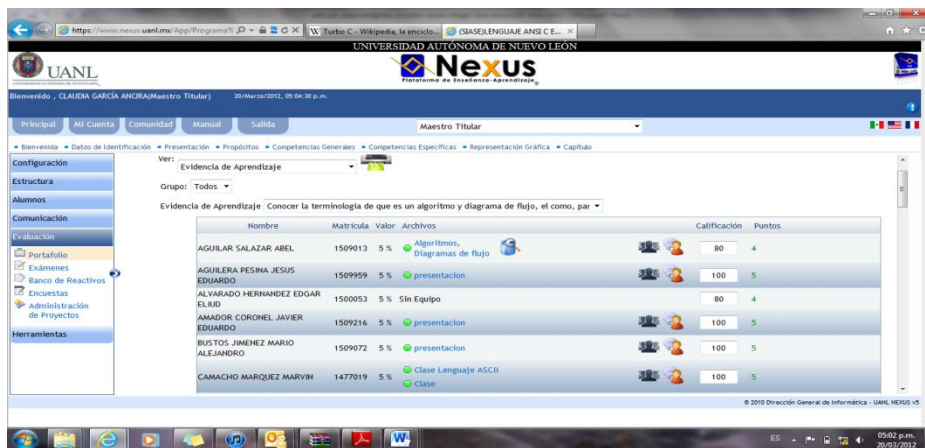 https://www.nexus.uanl.mx/App/Programa%
Turbo C - Wikipedia, la enciclo...
(SIASE)LENGUAJE ANSI C E...
UNIVERSIDAD AUTÓNOMA DE NUEVO LEÓN
UANL
Nexus
Plataforma de Enseñanza-Aprendizaje
Bienvenido , CLAUDIA GARCÍA ANCIRA(Maestro Titular) 20/Marzo/2012, 05:04:30 p.m.
Principal Mi Cuenta Comunidad Manual Salida Maestro Titular
Bienvenida Datos de Identificación Presentación Propósitos Competencias Generales Competencias Específicas Representación Gráfica Capítulo
Configuración
Estructura
Alumnos
Comunicación
Evaluación
Portafolio
Exámenes
Banco de Reactivos
Encuestas
Administración
de Proyectos
Herramientas
Ver: Evidencia de Aprendizaje
Grupo: Todos
Evidencia de Aprendizaje Conocer la terminología de que es un algoritmo y diagrama de flujo, el como, par
Nombre Matrícula Valor Archivos Calificación Puntos
AGUILAR SALAZAR ABEL 1509013 5 % Algoritmos, Diagramas de flujo 80 4
AGUILERA PESINA JESUS EDUARDO 1509959 5 % presentacion 100 5
ALVARADO HERNANDEZ EDGAR ELIUD 1500053 5 % Sin Equipo 80 4
AMADOR CORONEL JAVIER EDUARDO 1509216 5 % presentacion 100 5
BUSTOS JIMENEZ MARIO ALEJANDRO 1509072 5 % presentacion 100 5
CAMACHO MARQUEZ MARVIN 1477019 5 % Clase Lenguaje ASCII Clase 100 5
© 2010 Dirección General de Informática - UANL NEXUS v5
ES 05:02 p.m.
20/03/2012